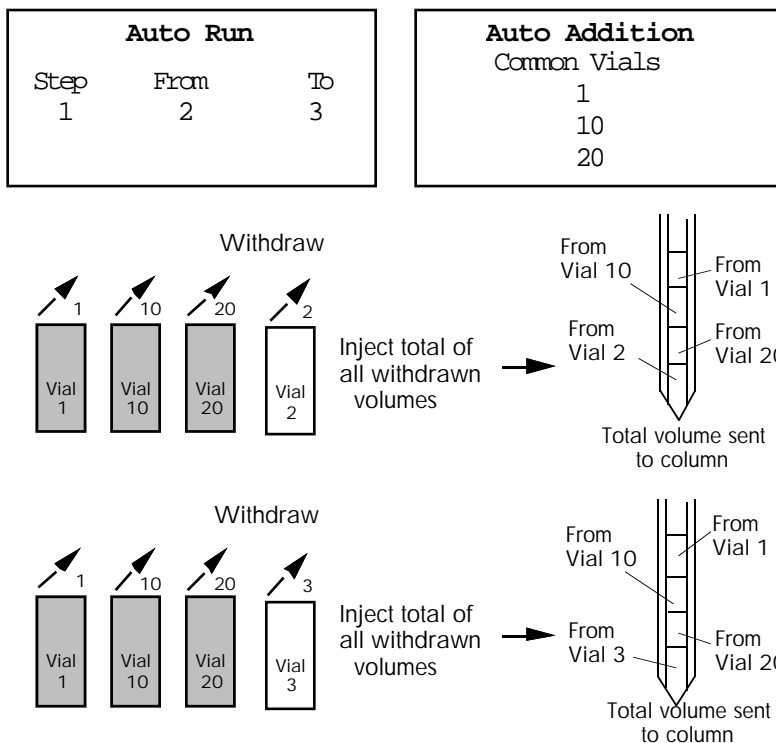 Auto Run
Step From To
1 2 3
Auto Addition
Common Vials
1
10
20
Withdraw
1 10 20 2
Vial 1
Vial 10
Vial 20
Vial 2
Inject total of
all withdrawn
volumes
From
Vial 10
From
Vial 1
From
Vial 2
From
Vial 20
Total volume sent
to column
Withdraw
1 10 20 3
Vial 1
Vial 10
Vial 20
Vial 3
Inject total of
all withdrawn
volumes
From
Vial 10
From
Vial 1
From
Vial 3
From
Vial 20
Total volume sent
to column